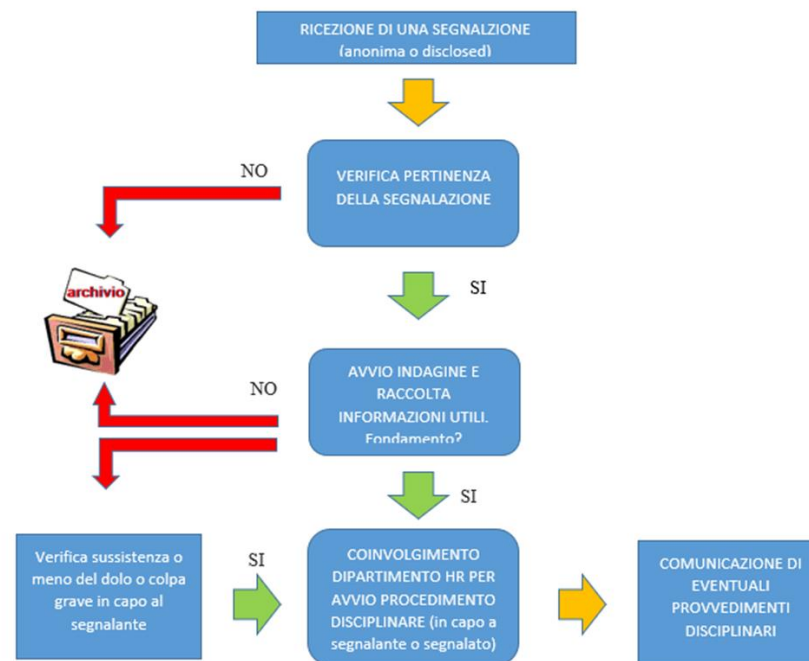 RICEZIONE DI UNA SEGNALZIONE
(anonima o disclosed)
NO
VERIFICA PERTINENZA
DELLA SEGNALAZIONE
archivio
SI
NO
AVVIO INDAGINE E
RACCOLTA
INFORMAZIONI UTILI.
Fondamento?
SI
Verifica sussistenza o
meno del dolo o colpa
grave in capo al
segnalante
SI
COINVOLGIMENTO
DIPARTIMENTO HR PER
AVVIO PROCEDIMENTO
DISCIPLINARE (in capo a
segnalante o segnalato)
COMUNICAZIONE DI
EVENTUALI
PROVVEDIMENTI
DISCIPLINARI